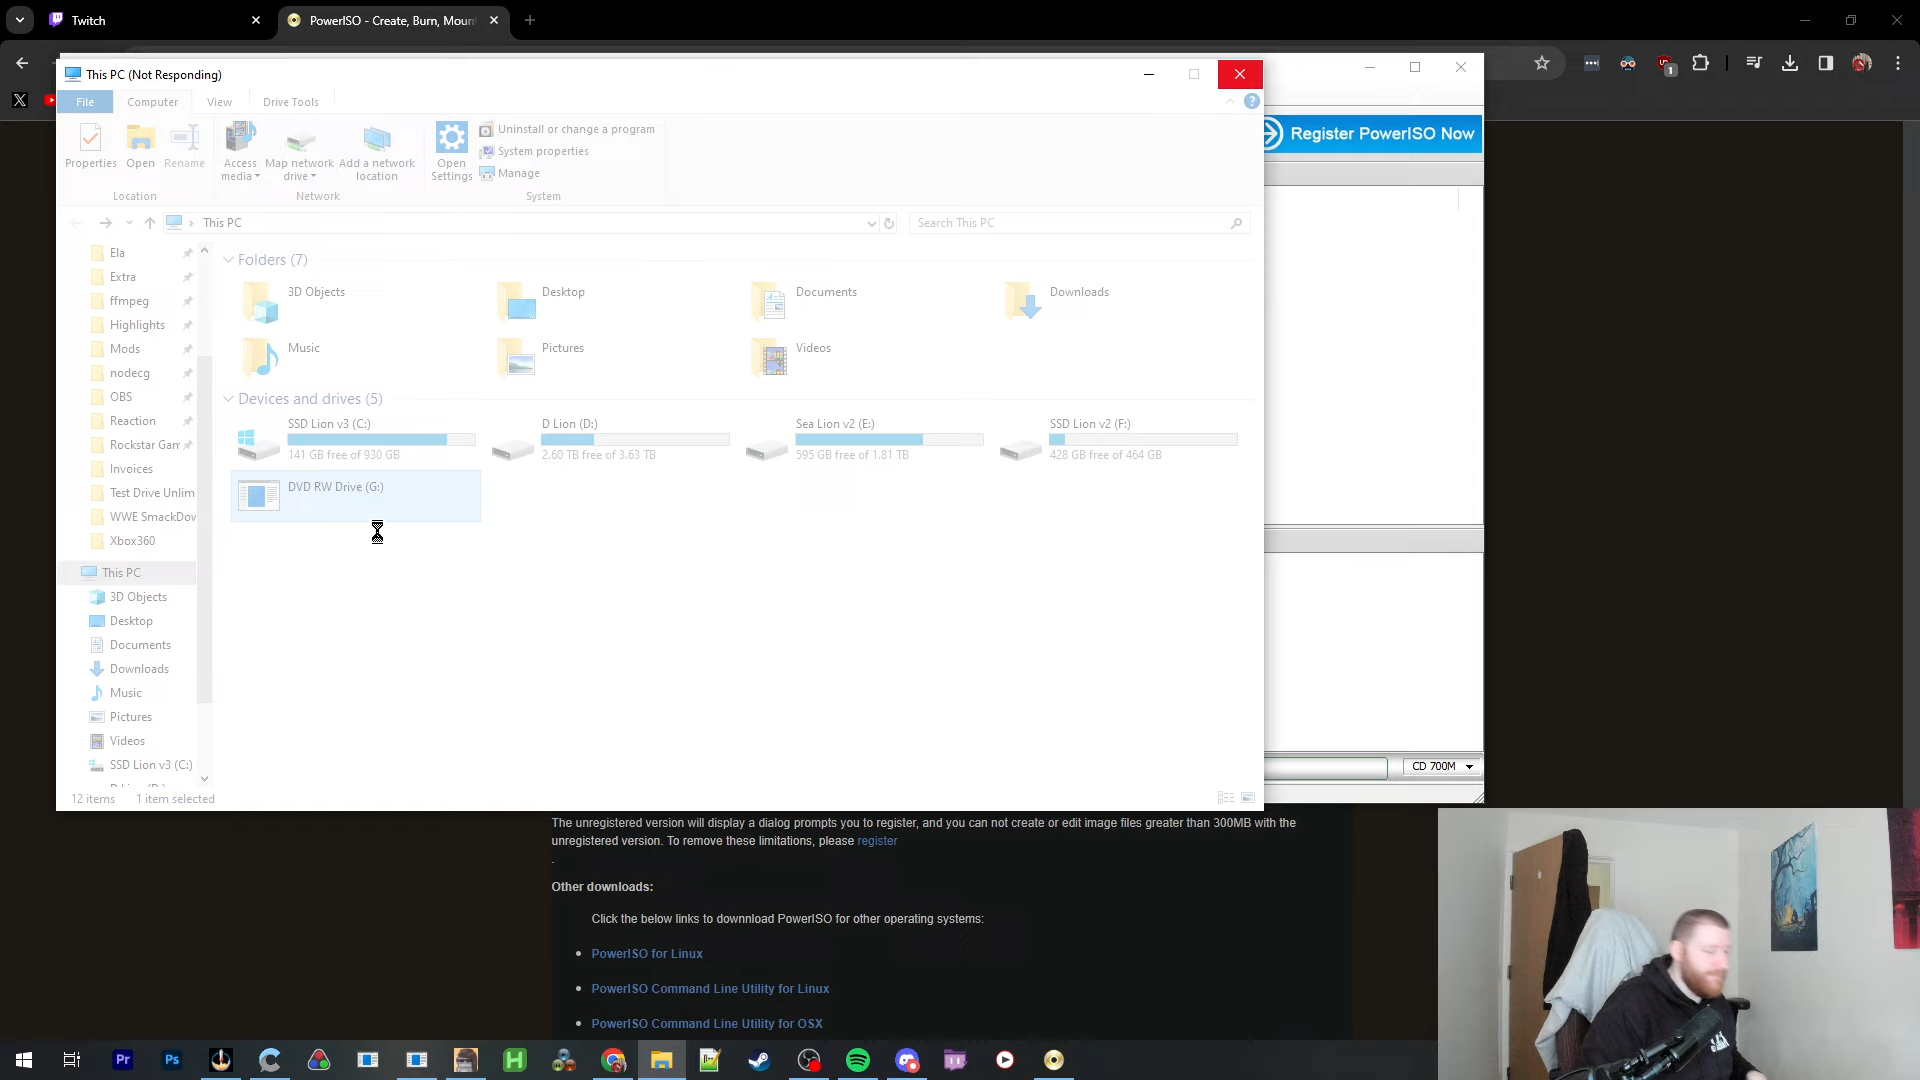 Twitch
PowerISO - Create, Burn, Moun
This PC (Not Responding)
File
Computer
View
Drive Tools
Properties
Open
Rename
Access media
Map network drive
Add a network location
Open Settings
Uninstall or change a program
System properties
Manage
Location
Network
System
Register PowerISO Now
This PC
Search This PC
Ela
Extra
ffmpeg
Highlights
Mods
nodecg
OBS
Reaction
Rockstar Gam
Invoices
Test Drive Unlim
WWE SmackDow
Xbox360
This PC
3D Objects
Desktop
Documents
Downloads
Music
Pictures
Videos
SSD Lion v3 (C:)
Folders (7)
3D Objects
Desktop
Documents
Downloads
Music
Pictures
Videos
Devices and drives (5)
SSD Lion v3 (C:)
141 GB free of 930 GB
D Lion (D:)
2.60 TB free of 3.63 TB
Sea Lion v2 (E:)
595 GB free of 1.81 TB
SSD Lion v2 (F:)
428 GB free of 464 GB
DVD RW Drive (G:)
12 items
1 item selected
CD 700M
The unregistered version will display a dialog prompts you to register, and you can not create or edit image files greater than 300MB with the
unregistered version. To remove these limitations, please register
.
Other downloads:
Click the below links to downnload PowerISO for other operating systems:
PowerISO for Linux
PowerISO Command Line Utility for Linux
PowerISO Command Line Utility for OSX
Pr
Ps